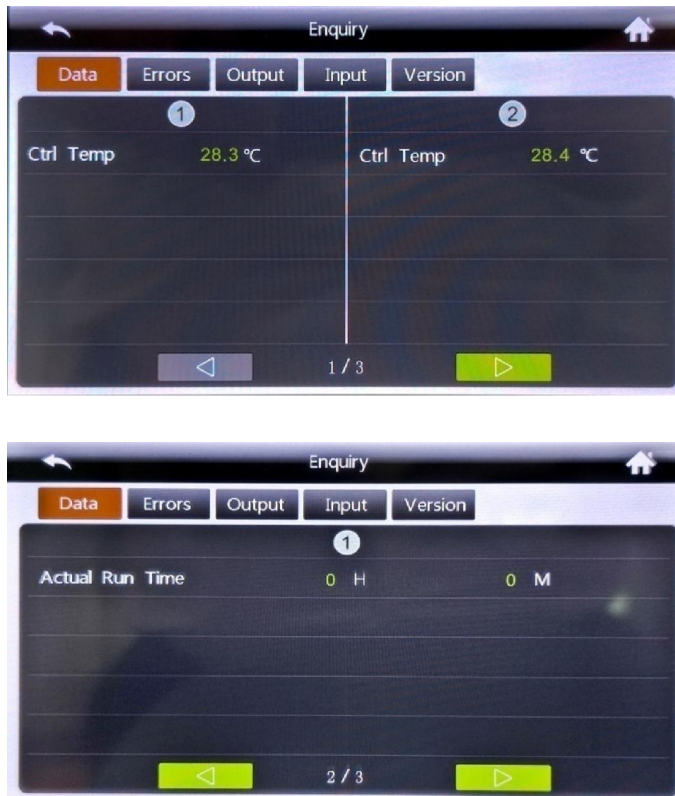 Enquiry
Data Errors Output Input Version
1 2
Ctrl Temp 28.3 ℃ Ctrl Temp 28.4 ℃
1 / 3
Enquiry
Data Errors Output Input Version
1
Actual Run Time 0 H 0 M
2 / 3